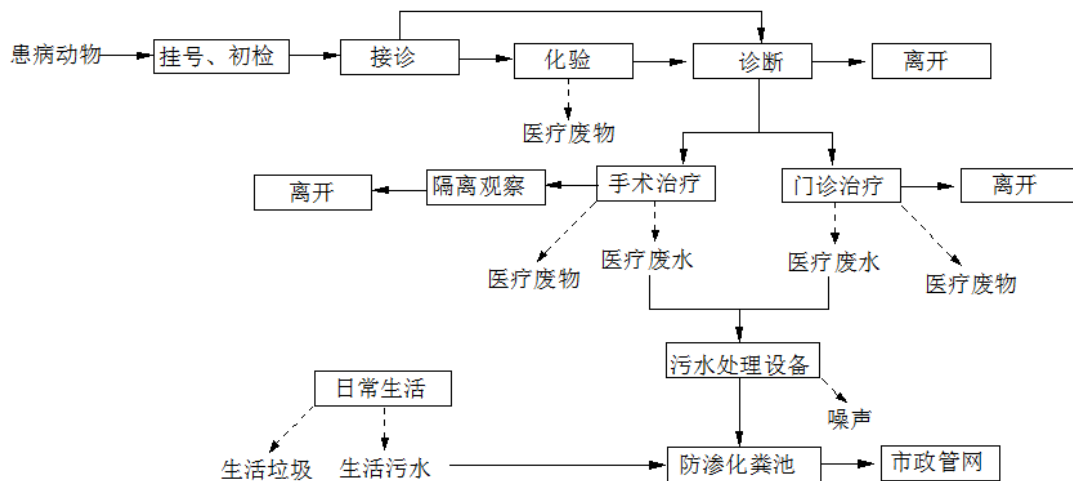 患病动物
挂号、初检
接诊
化验
诊断
离开
医疗废物
离开
隔离观察
手术治疗
门诊治疗
离开
医疗废物
医疗废水
医疗废水
医疗废物
污水处理设备
日常生活
噪声
生活垃圾
生活污水
防渗化粪池
市政管网